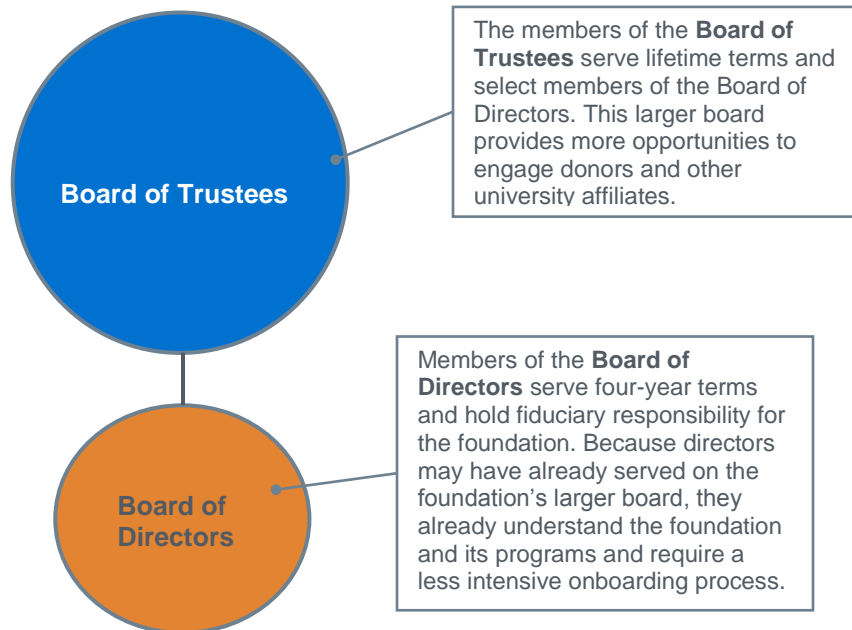 The members of the Board of
Trustees serve lifetime terms and
select members of the Board of
Directors. This larger board
provides more opportunities to
engage donors and other
university affiliates.
Board of Trustees
Members of the Board of
Directors serve four-year terms
and hold fiduciary responsibility for
the foundation. Because directors
may have already served on the
foundation’s larger board, they
already understand the foundation
and its programs and require a
less intensive onboarding process.
Board of
Directors